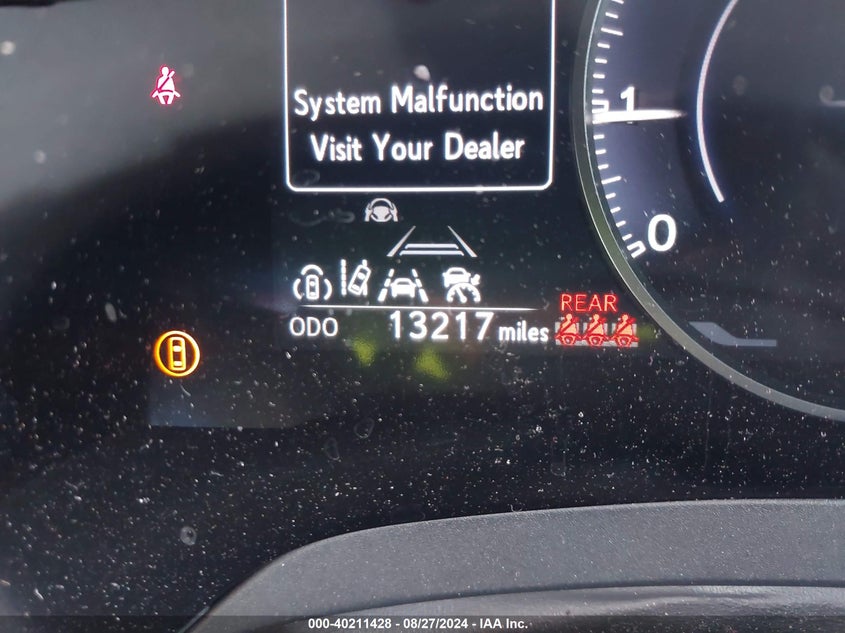 System Malfunction
Visit Your Dealer
1
0
REAR
ODO 13217 miles
000-40211428 - 08/27/2024 - IAA Inc.